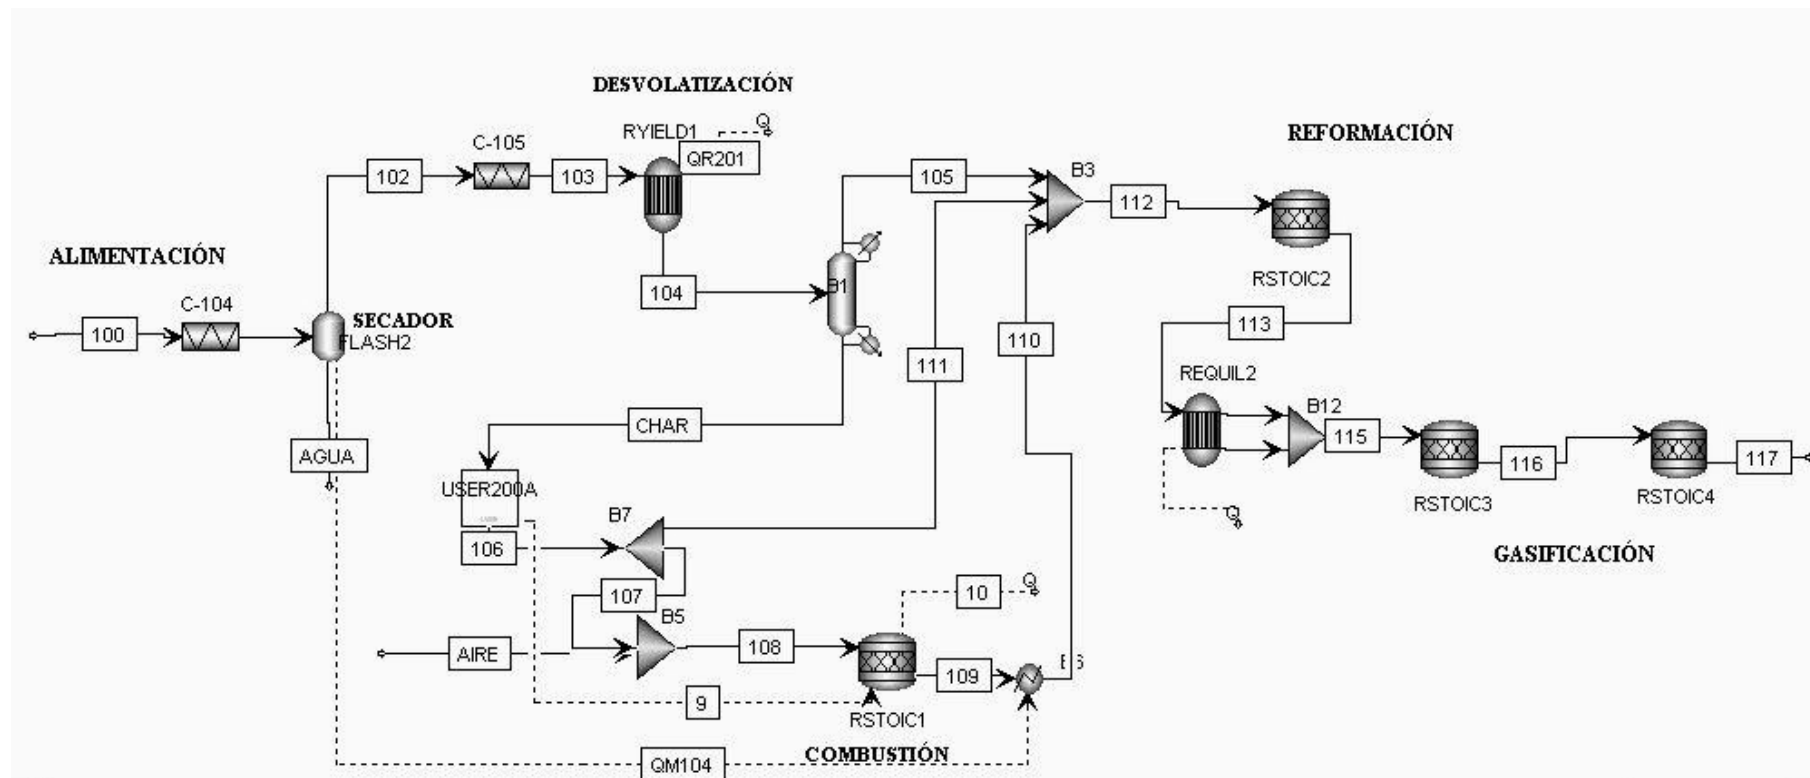 DESVOLATIZACIÓN
RYIELD1
Q
QR201
C-105
102
103
104
ALIMENTACIÓN
100
C-104
SECADOR
FLASH2
AGUA
B1
105
B3
112
REFORMACIÓN
RSTOIC2
113
111
110
CHAR
USER200A
106
B7
107
B5
AIRE
108
10
Q
109
RSTOIC1
9
QM104
COMBUSTIÓN
REQUIL2
Q
B12
115
RSTOIC3
116
RSTOIC4
117
GASIFICACIÓN